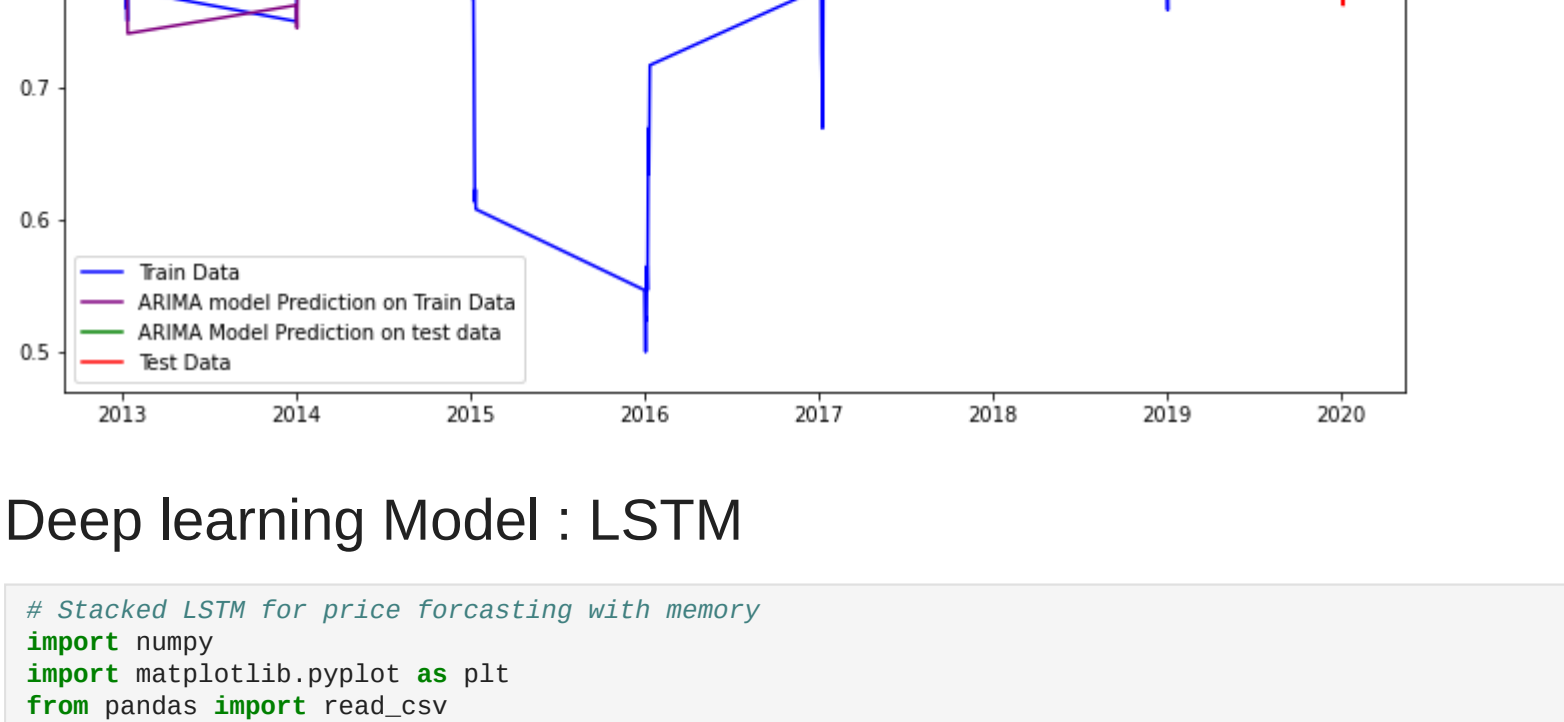 0.7
0.6
Train Data
ARIMA model Prediction on Train Data
ARIMA Model Prediction on test data
0.5
Test Data
2013 2014 2015 2016 2017 2018 2019 2020
Deep learning Model : LSTM
# Stacked LSTM for price forcasting with memory
import numpy
import matplotlib.pyplot as plt
from pandas import read_csv